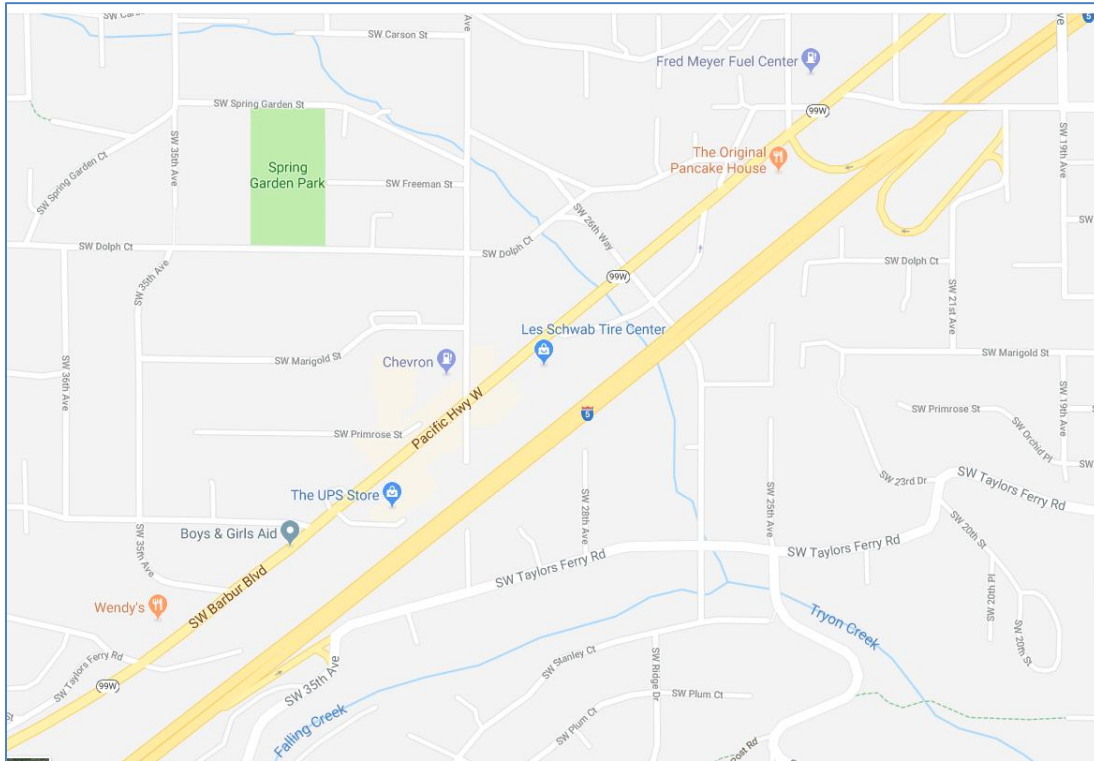 SW Carson St
5
Fred Meyer Fuel Center
SW Spring Garden St
99W
SW Spring Garden Ct
SW 35th Ave
SW 19th Ave
The Original
Pancake House
Spring
Garden Park
SW Freeman St
SW 26th Way
SW Dolph Ct
SW Dolph Ct
SW Dolph Ct
99W
SW 35th Ave
SW 21st Ave
Les Schwab Tire Center
SW Marigold St
Chevron
SW Marigold St
SW 36th Ave
5
SW Primrose St
SW 19th Ave
Pacific Hwy W
SW Orchid Pl
SW Primrose St
SW 23rd Dr
SW Taylors Ferry Rd
The UPS Store
SW 28th Ave
SW 25th Ave
Boys & Girls Aid
SW 20th St
SW 35th Ave
SW Taylors Ferry Rd
SW Taylors Ferry Rd
SW Barbur Blvd
Wendy's
SW 20th Pl
Tryon Creek
SW 20th St
SW Taylors Ferry Rd
SW Stanley Ct
SW Ridge Dr
99W
SW 35th Ave
SW Plum Ct
St
Falling Creek
SW Plum Ct
Post Rd